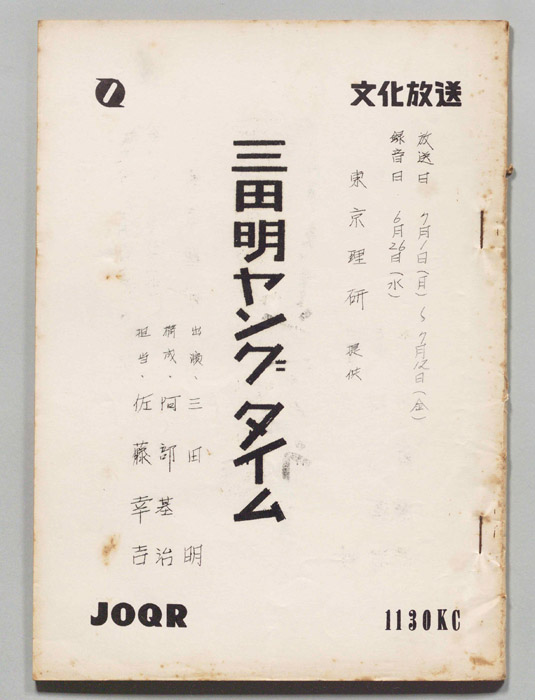 文化放送
放送日 7月1日(月)〜7月12日(金)
録音日 6月26日(水)
東京理研 提供
三田明ヤングタイム
出演、三田明
構成、阿部基治
担当、佐藤幸吉
JOQR
1130KC